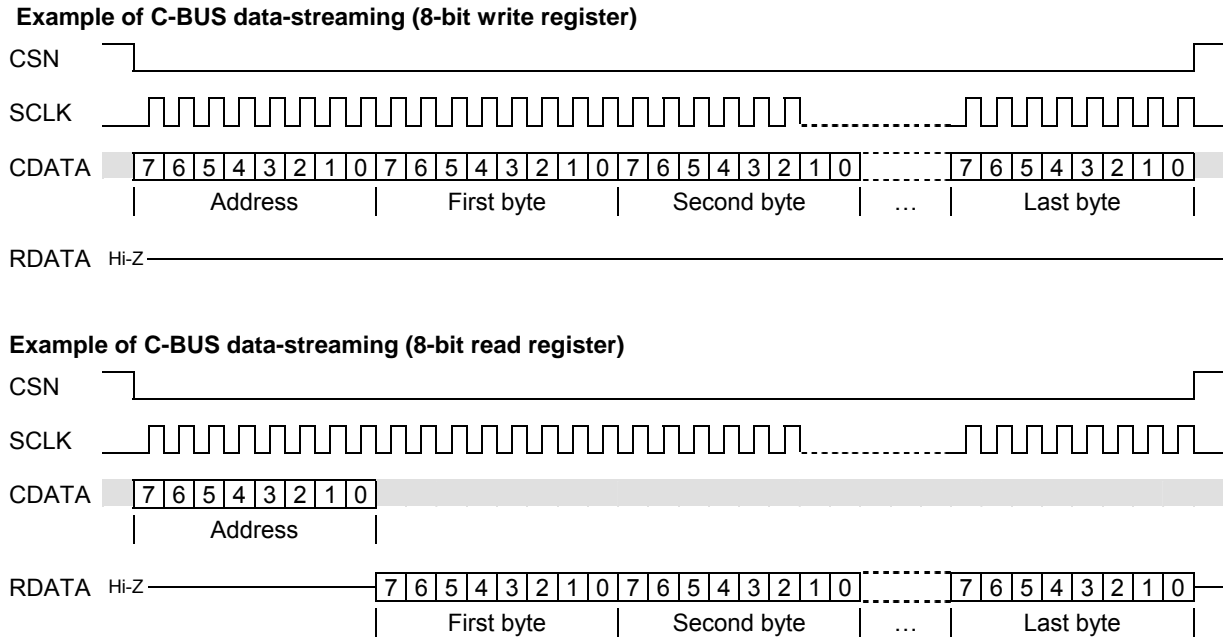 Example of C-BUS data-streaming (8-bit write register)
CSN
SCLK
CDATA 7 6 5 4 3 2 1 0 7 6 5 4 3 2 1 0 7 6 5 4 3 2 1 0 7 6 5 4 3 2 1 0
Address First byte Second byte … Last byte
RDATA Hi-Z
Example of C-BUS data-streaming (8-bit read register)
CSN
SCLK
CDATA 7 6 5 4 3 2 1 0
Address
RDATA Hi-Z 7 6 5 4 3 2 1 0 7 6 5 4 3 2 1 0 7 6 5 4 3 2 1 0
First byte Second byte … Last byte